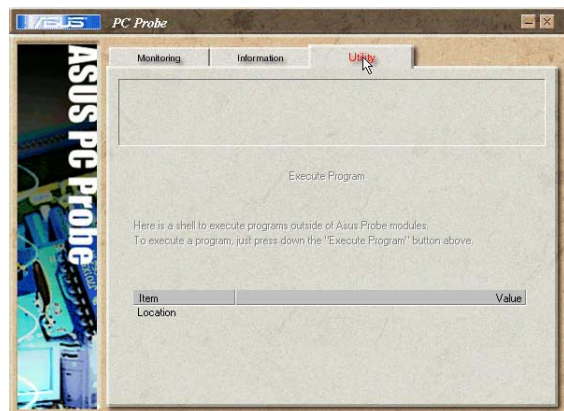 ASUS PC Probe
Monitoring Information Utility
ASUS PC Probe
Execute Program
Here is a shell to execute programs outside of Asus Probe modules.
To execute a program, just press down the "Execute Program" button above.
Item Value
Location